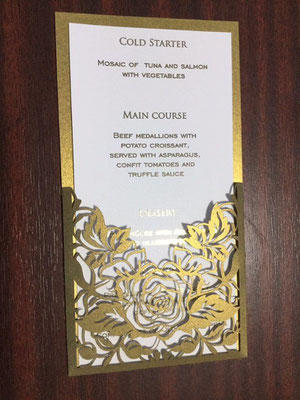 Cold Starter
Mosaic of tuna and salmon
with vegetables
Main course
Beef medallions with
potato croissant,
served with asparagus,
confit tomatoes and
truffle sauce
Dessert